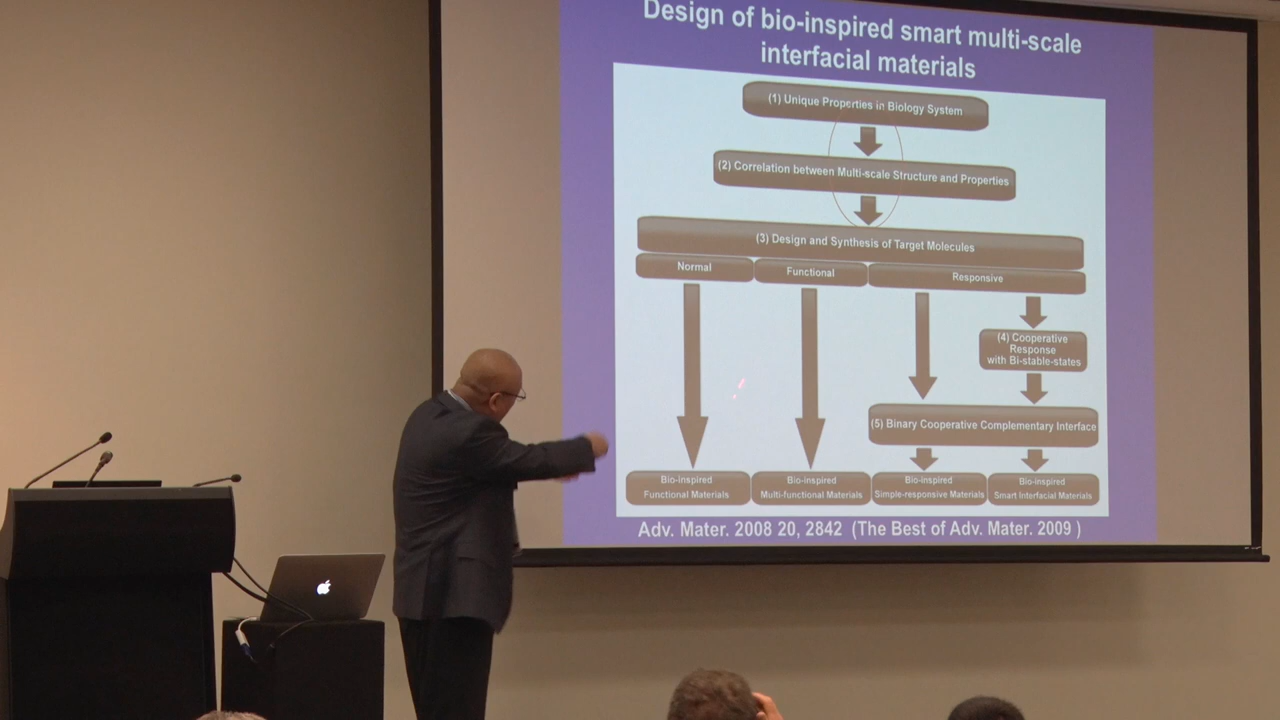 Design of bio-inspired smart multi-scale
interfacial materials
(1) Unique Properties in Biology System
(2) Correlation between Multi-scale Structure and Properties
(3) Design and Synthesis of Target Molecules
Normal
Functional
Responsive
(4) Cooperative
Response
with Bi-stable-states
(5) Binary Cooperative Complementary Interface
Bio-inspired
Functional Materials
Bio-inspired
Multi-functional Materials
Bio-inspired
Simple-responsive Materials
Bio-inspired
Smart Interfacial Materials
Adv. Mater. 2008 20, 2842 (The Best of Adv. Mater. 2009 )